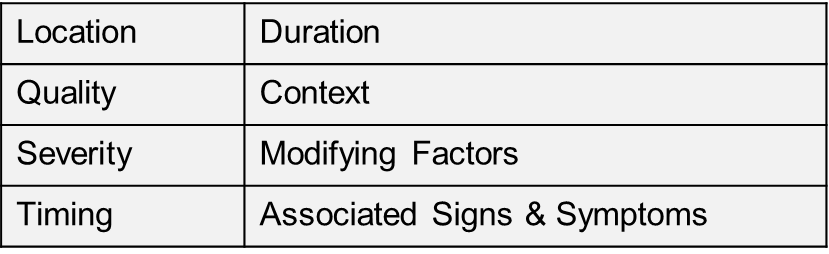 Location Duration
Quality Context
Severity Modifying Factors
Timing Associated Signs & Symptoms